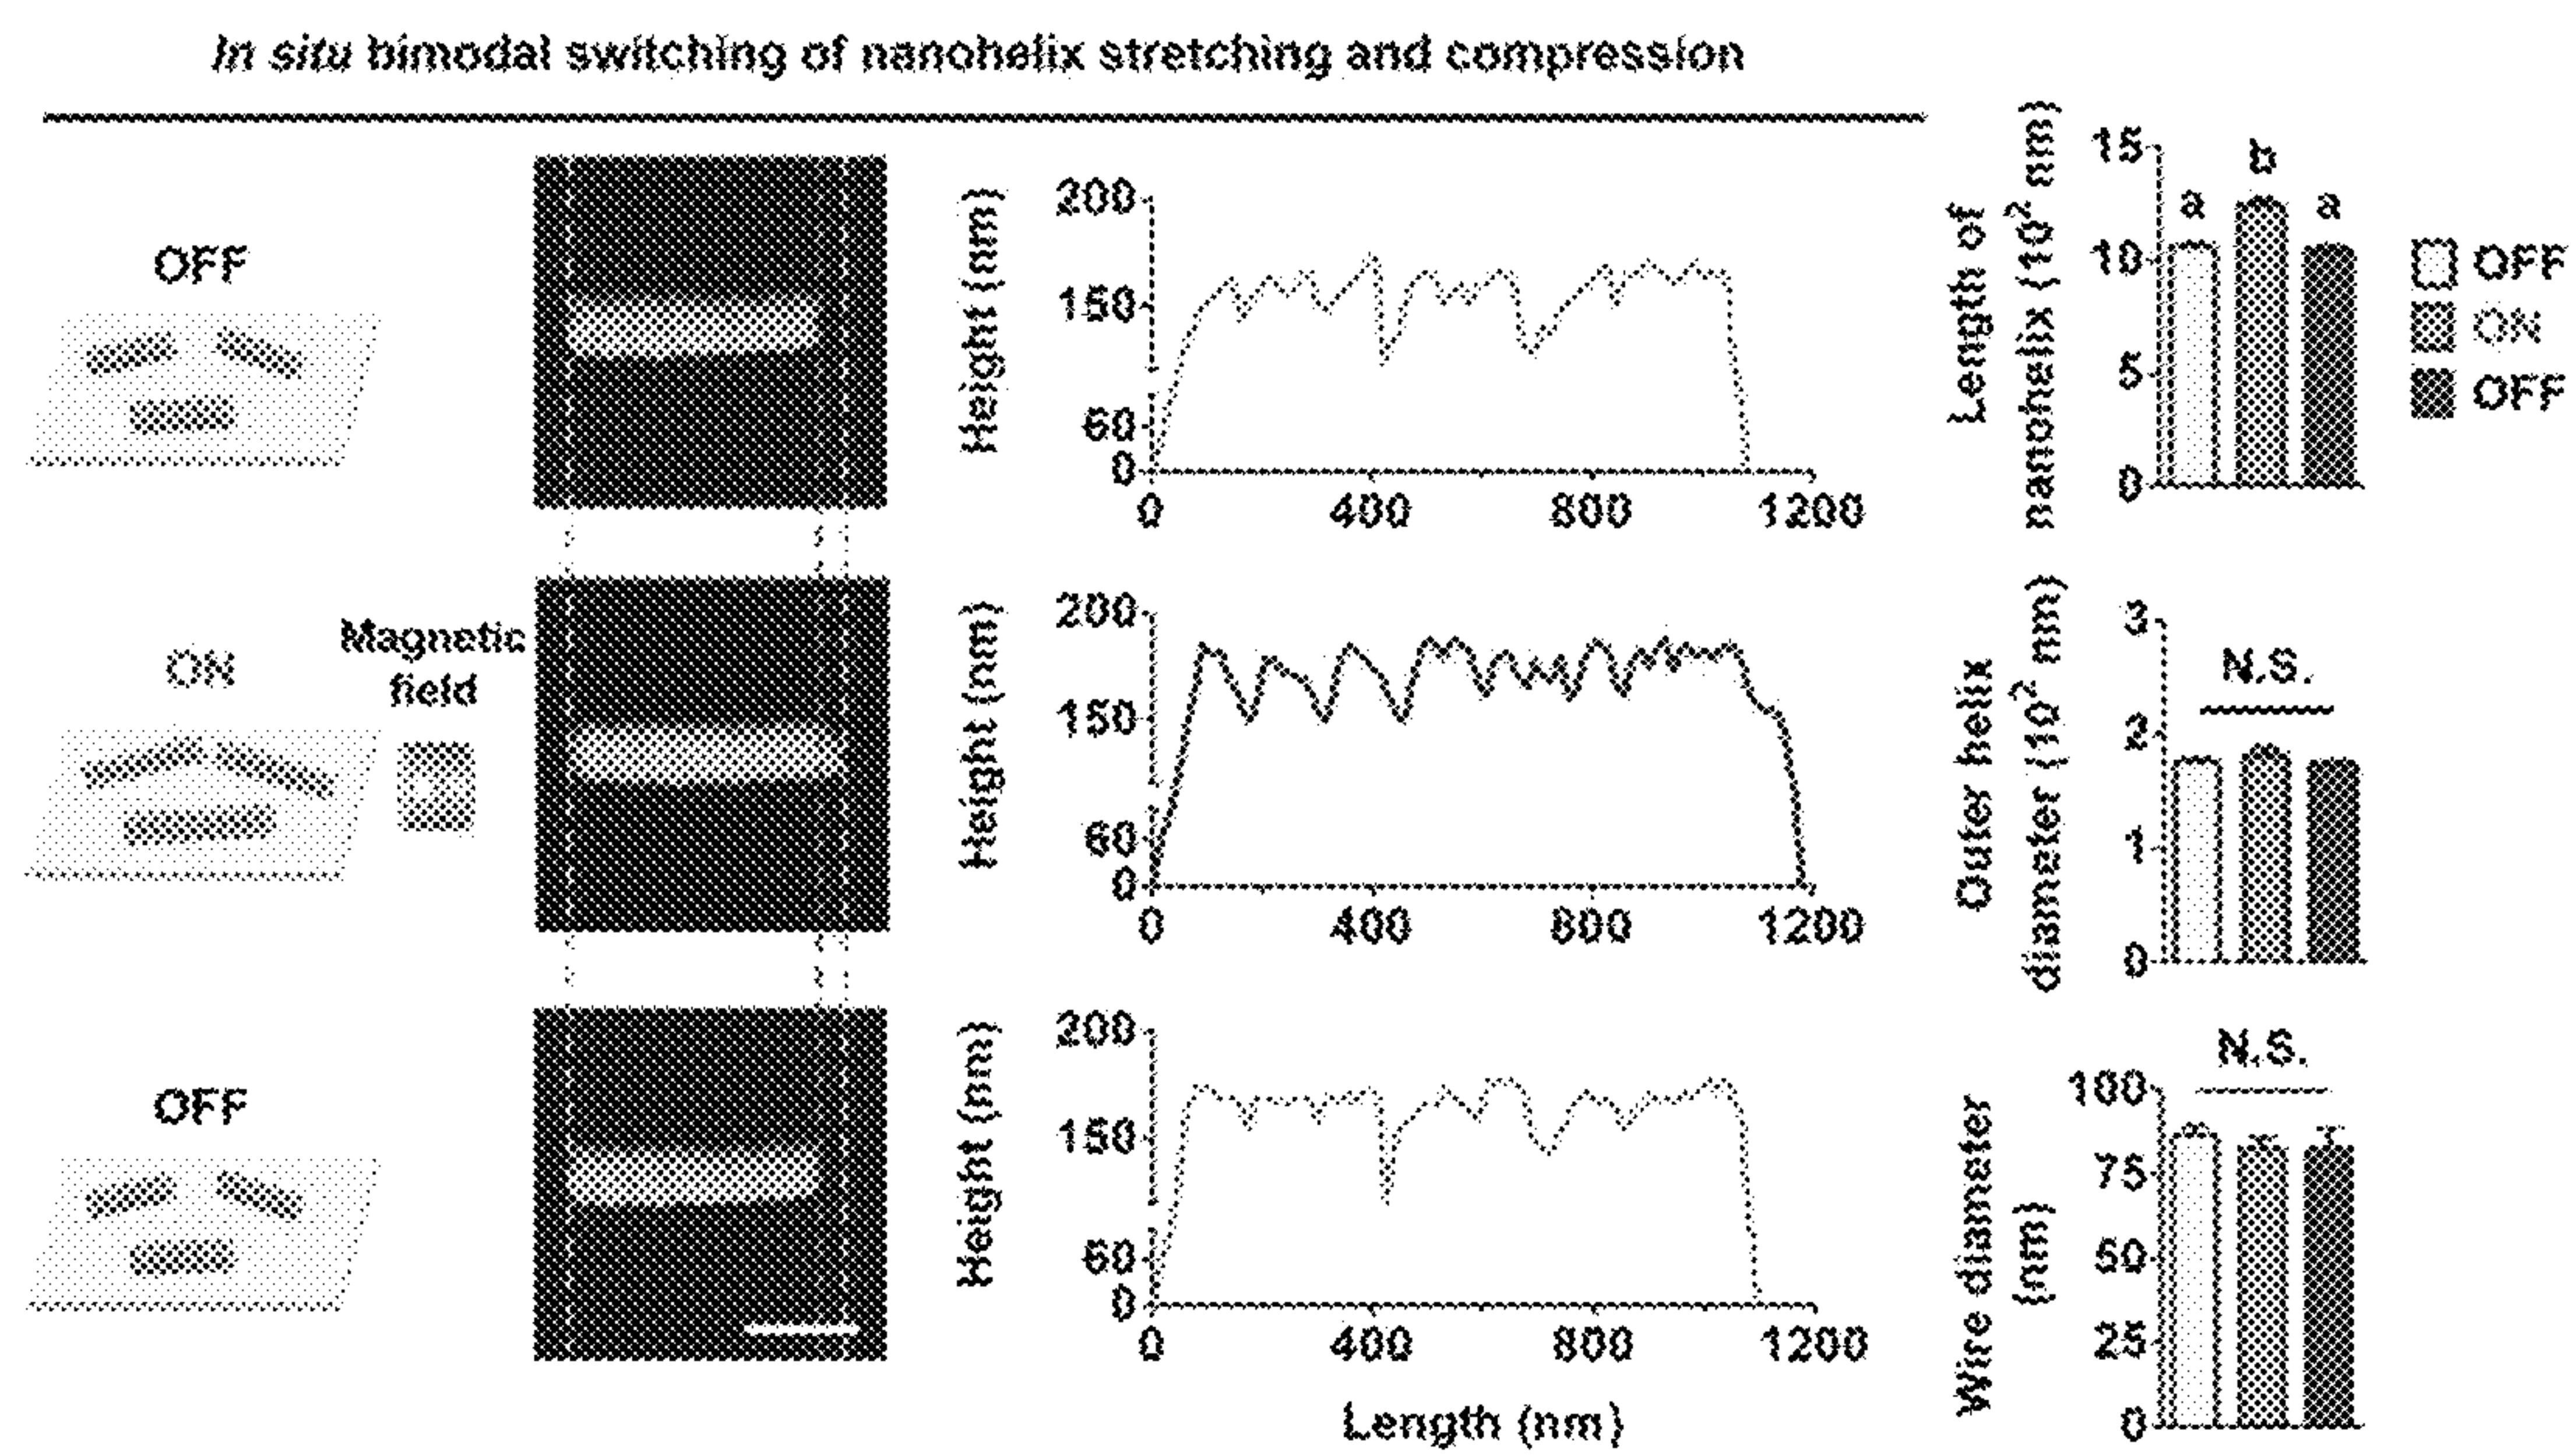 In situ bimodal switching of nanohelix stretching and compression
OFF
200
150
60
0
Height (nm)
0 400 800 1200
Length of
nanohelix (10² nm)
15
10
5
0
a b a
OFF
ON
OFF
ON
Magnetic
field
200
150
60
0
Height (nm)
0 400 800 1200
Outer helix
diameter (10² nm)
3
2
1
0
N.S.
OFF
200
150
60
0
Height (nm)
0 400 800 1200
Length (nm)
Wire diameter
(nm)
100
75
50
25
0
N.S.